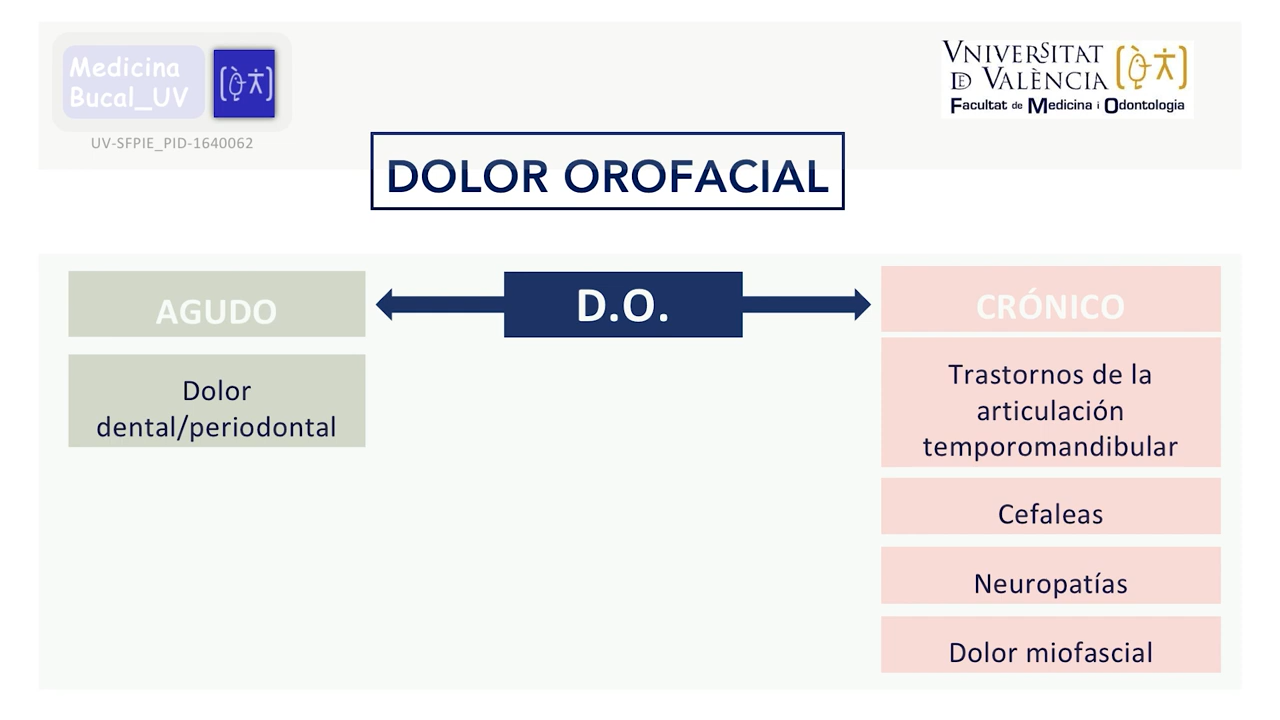 Medicina
Bucal_UV
UV-SFPIE_PID-1640062
VNIVERSITAT
DE VALÈNCIA
Facultat de Medicina i Odontologia
DOLOR OROFACIAL
AGUDO
D.O.
CRÓNICO
Dolor
dental/periodontal
Trastornos de la
articulación
temporomandibular
Cefaleas
Neuropatías
Dolor miofascial